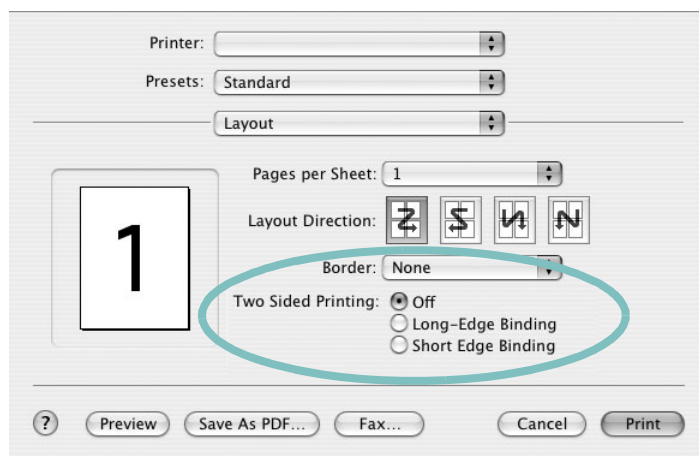 Printer:
Presets: Standard
Layout
Pages per Sheet: 1
1
Layout Direction:
Border: None
Two Sided Printing: Off
Long-Edge Binding
Short Edge Binding
? Preview Save As PDF... Fax... Cancel Print